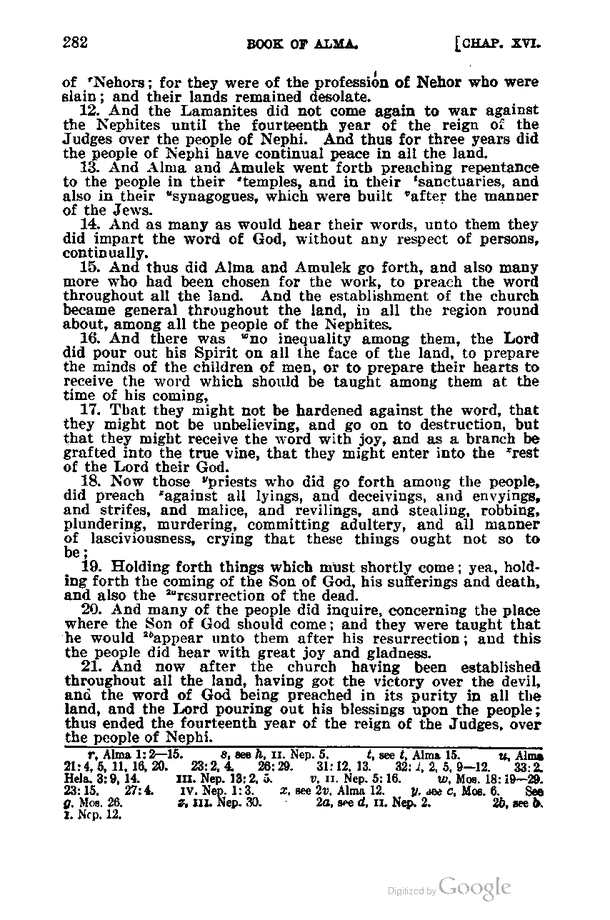 282 BOOK OF ALMA. [CHAP. XVI.
of ʳNehors; for they were of the profession of Nehor who were
slain; and their lands remained desolate.
12. And the Lamanites did not come again to war against
the Nephites until the fourteenth year of the reign of the
Judges over the people of Nephi. And thus for three years did
the people of Nephi have continual peace in all the land.
13. And Alma and Amulek went forth preaching repentance
to the people in their ˢtemples, and in their ᵗsanctuaries, and
also in their ᵘsynagogues, which were built ᵛafter the manner
of the Jews.
14. And as many as would hear their words, unto them they
did impart the word of God, without any respect of persons,
continually.
15. And thus did Alma and Amulek go forth, and also many
more who had been chosen for the work, to preach the word
throughout all the land. And the establishment of the church
became general throughout the land, in all the region round
about, among all the people of the Nephites.
16. And there was ʷno inequality among them, the Lord
did pour out his Spirit on all the face of the land, to prepare
the minds of the children of men, or to prepare their hearts to
receive the word which should be taught among them at the
time of his coming,
17. That they might not be hardened against the word, that
they might not be unbelieving, and go on to destruction, but
that they might receive the word with joy, and as a branch be
grafted into the true vine, that they might enter into the ˣrest
of the Lord their God.
18. Now those ʸpriests who did go forth among the people,
did preach ᶻagainst all lyings, and deceivings, and envyings,
and strifes, and malice, and revilings, and stealing, robbing,
plundering, murdering, committing adultery, and all manner
of lasciviousness, crying that these things ought not so to
be;
19. Holding forth things which must shortly come; yea, hold-
ing forth the coming of the Son of God, his sufferings and death,
and also the ²ᵃresurrection of the dead.
20. And many of the people did inquire, concerning the place
where the Son of God should come; and they were taught that
he would ²ᵇappear unto them after his resurrection; and this
the people did hear with great joy and gladness.
21. And now after the church having been established
throughout all the land, having got the victory over the devil,
and the word of God being preached in its purity in all the
land, and the Lord pouring out his blessings upon the people;
thus ended the fourteenth year of the reign of the Judges, over
the people of Nephi.
r, Alma 1:2—15. s, see h, II. Nep. 5. t, see t, Alma 15. u, Alma
21:4, 5, 11, 16, 20. 23:2, 4. 26:29. 31:12, 13. 32:1, 2, 5, 9—12. 33:2.
Hela. 3:9, 14. III. Nep. 13:2, 5. v, II. Nep. 5:16. w, Mos. 18:19—29.
23:15. 27:4. IV. Nep. 1:3. x, see 2v, Alma 12. y, see c, Mos. 6. See
g. Mos. 26. z, III. Nep. 30. 2a, see d, II. Nep. 2. 2b, see b.
I. Nep. 12.
Digitized by Google